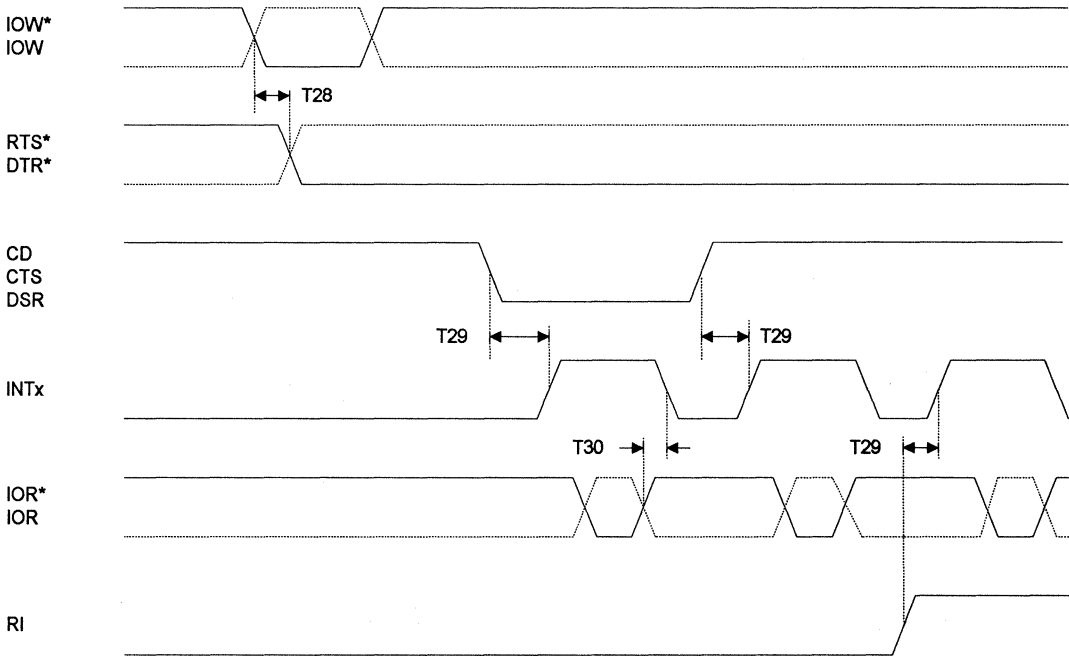 IOW*
IOW
T28
RTS*
DTR*
CD
CTS
DSR
T29
T29
INTx
T30
T29
IOR*
IOR
RI